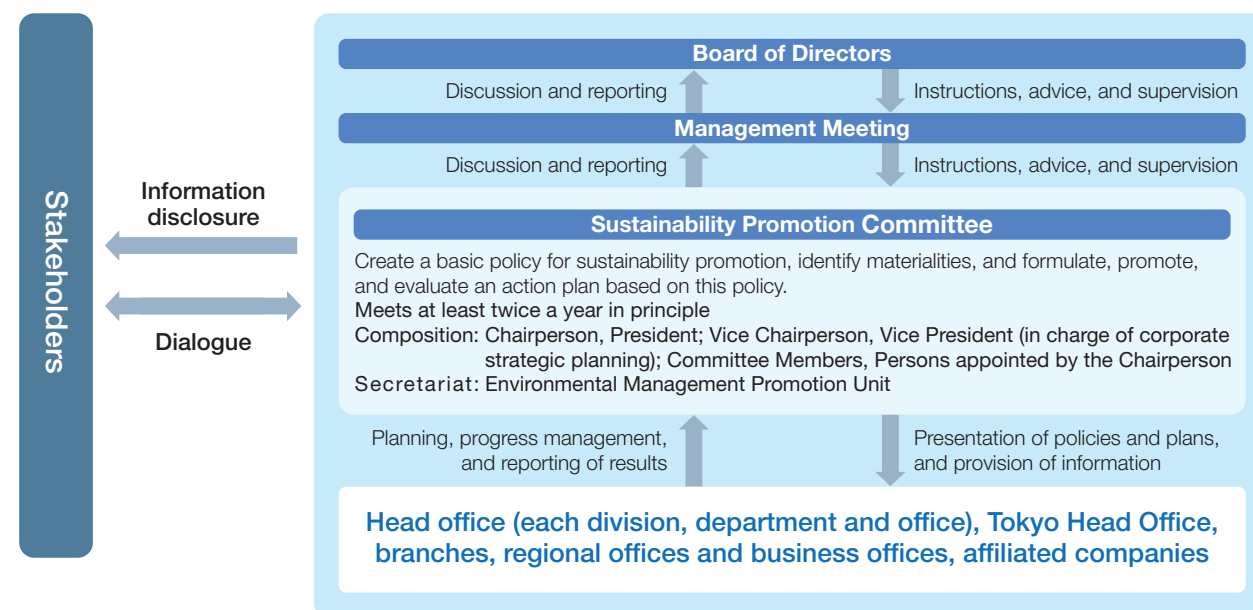 Stakeholders
Information
disclosure
Dialogue
Board of Directors
Discussion and reporting
Instructions, advice, and supervision
Management Meeting
Discussion and reporting
Instructions, advice, and supervision
Sustainability Promotion Committee
Create a basic policy for sustainability promotion, identify materialities, and formulate, promote,
and evaluate an action plan based on this policy.
Meets at least twice a year in principle
Composition: Chairperson, President; Vice Chairperson, Vice President (in charge of corporate
strategic planning); Committee Members, Persons appointed by the Chairperson
Secretariat: Environmental Management Promotion Unit
Planning, progress management,
and reporting of results
Presentation of policies and plans,
and provision of information
Head office (each division, department and office), Tokyo Head Office,
branches, regional offices and business offices, affiliated companies